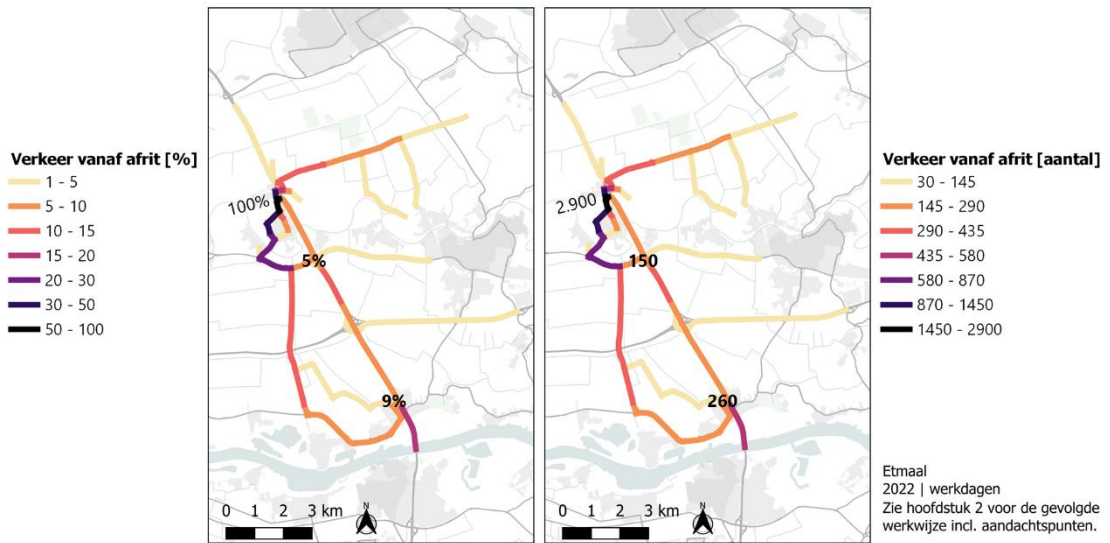 Verkeer vanaf afrit [%]
1 - 5
5 - 10
10 - 15
15 - 20
20 - 30
30 - 50
50 - 100
100%
5%
9%
0 1 2 3 km
N
2.900
150
260
0 1 2 3 km
N
Verkeer vanaf afrit [aantal]
30 - 145
145 - 290
290 - 435
435 - 580
580 - 870
870 - 1450
1450 - 2900
Etmaal
2022 | werkdagen
Zie hoofdstuk 2 voor de gevolgde
werkwijze incl. aandachtspunten.